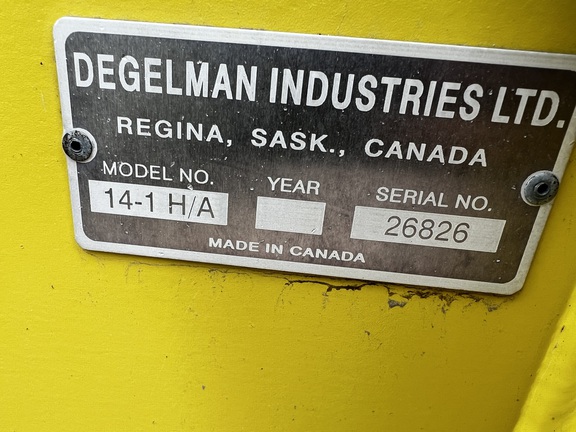 DEGELMAN INDUSTRIES LTD.
REGINA, SASK., CANADA
MODEL NO. YEAR SERIAL NO.
14-1 H/A 26826
MADE IN CANADA